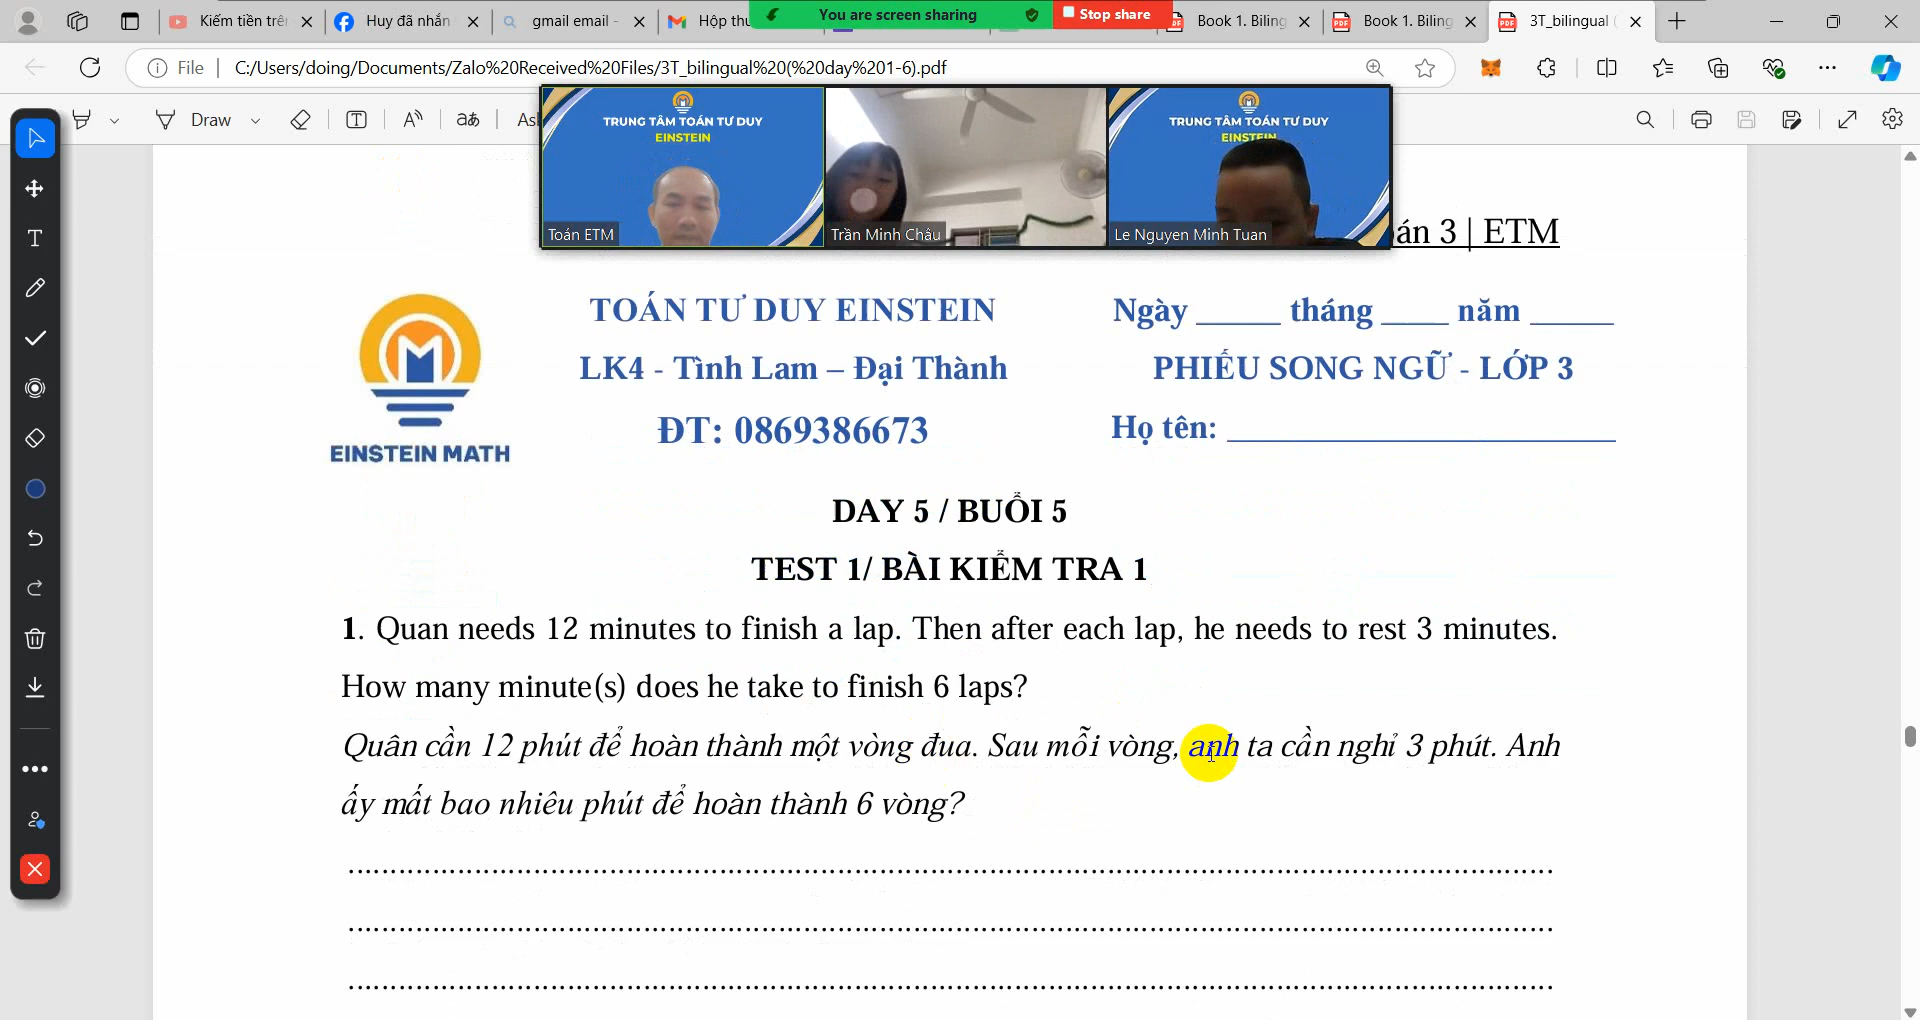 Kiếm tiền trên
Huy đã nhắn
gmail email -
Hộp thư
You are screen sharing
Stop share
Book 1. Biling
Book 1. Biling
3T_bilingual (
File
C:/Users/doing/Documents/Zalo%20Received%20Files/3T_bilingual%20(%20day%201-6).pdf
Draw
TRUNG TÂM TOÁN TƯ DUY
EINSTEIN
Toán ETM
Trần Minh Châu
TRUNG TÂM TOÁN TƯ DUY
EINSTEIN
Le Nguyen Minh Tuan
án 3 | ETM
EINSTEIN MATH
TOÁN TƯ DUY EINSTEIN
LK4 - Tình Lam – Đại Thành
ĐT: 0869386673
Ngày _____ tháng ____ năm _____
PHIẾU SONG NGỮ - LỚP 3
Họ tên: _______________________
DAY 5 / BUỔI 5
TEST 1/ BÀI KIỂM TRA 1
1. Quan needs 12 minutes to finish a lap. Then after each lap, he needs to rest 3 minutes.
How many minute(s) does he take to finish 6 laps?
Quân cần 12 phút để hoàn thành một vòng đua. Sau mỗi vòng, anh ta cần nghỉ 3 phút. Anh
ấy mất bao nhiêu phút để hoàn thành 6 vòng?